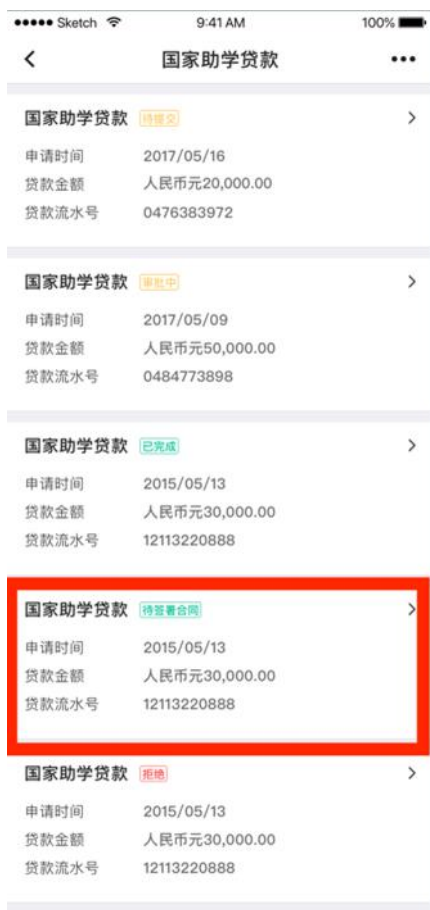 ●●●●● Sketch 9:41 AM 100%
国家助学贷款 •••
国家助学贷款 待提交
申请时间 2017/05/16
贷款金额 人民币元20,000.00
贷款流水号 0476383972
国家助学贷款 审批中
申请时间 2017/05/09
贷款金额 人民币元50,000.00
贷款流水号 0484773898
国家助学贷款 已完成
申请时间 2015/05/13
贷款金额 人民币元30,000.00
贷款流水号 12113220888
国家助学贷款 待签署合同
申请时间 2015/05/13
贷款金额 人民币元30,000.00
贷款流水号 12113220888
国家助学贷款 拒绝
申请时间 2015/05/13
贷款金额 人民币元30,000.00
贷款流水号 12113220888